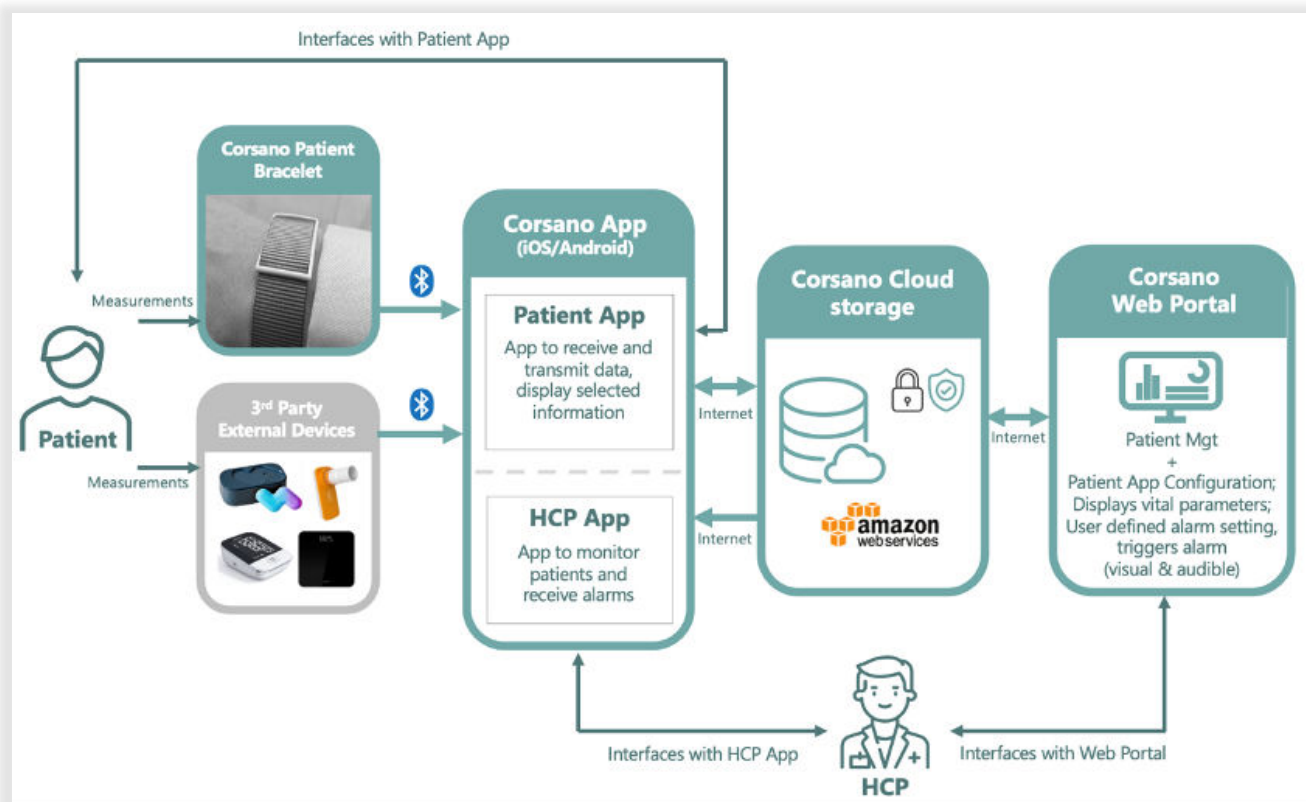 Interfaces with Patient App
Corsano Patient
Bracelet
Measurements
Patient
3rd Party
External Devices
Measurements
Corsano App
(iOS/Android)
Patient App
App to receive and
transmit data,
display selected
information
HCP App
App to monitor
patients and
receive alarms
Internet
Internet
Corsano Cloud
storage
amazon
web services
Internet
Corsano
Web Portal
Patient Mgt
+
Patient App Configuration;
Displays vital parameters;
User defined alarm setting,
triggers alarm
(visual & audible)
Interfaces with HCP App
HCP
Interfaces with Web Portal